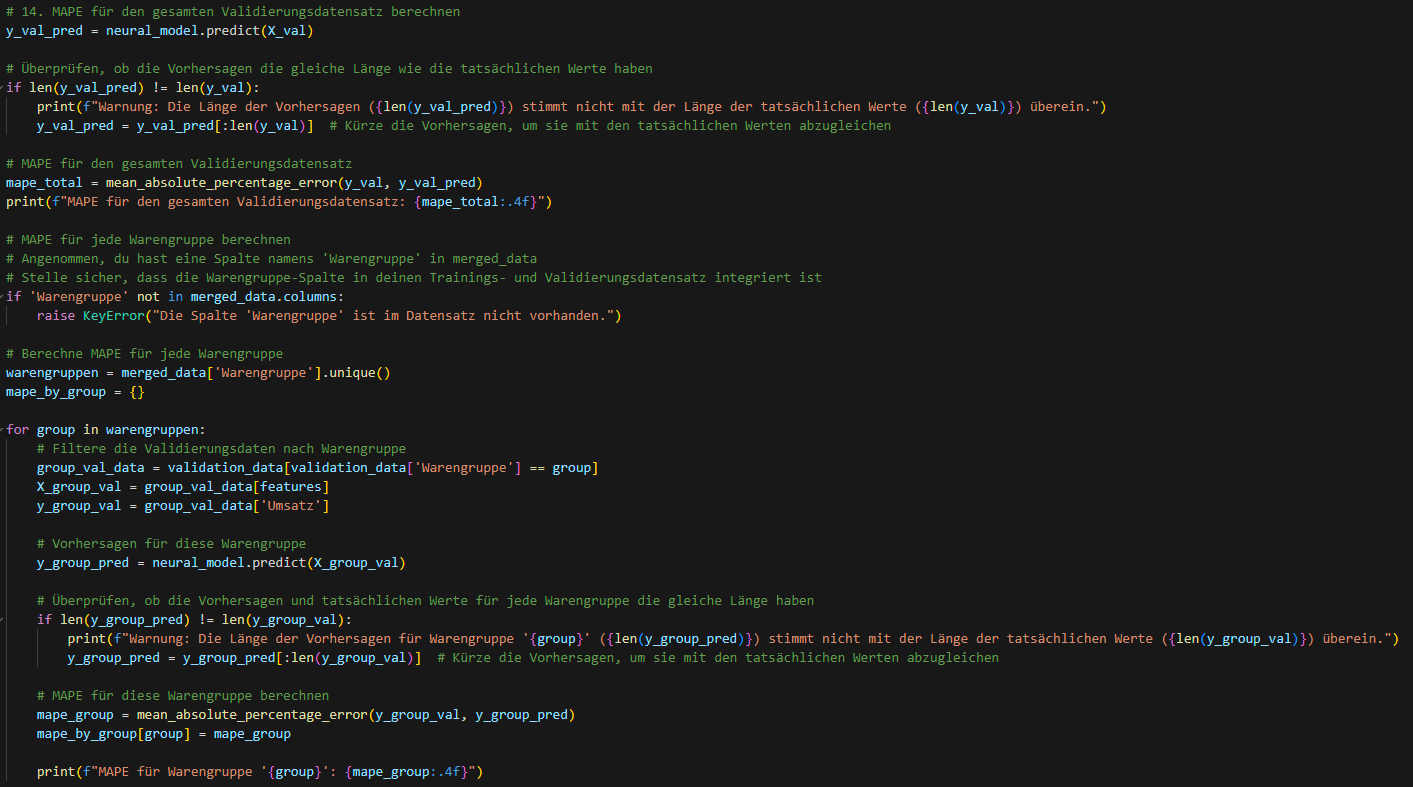 # 14. MAPE für den gesamten Validierungsdatensatz berechnen
y_val_pred = neural_model.predict(X_val)
# Überprüfen, ob die Vorhersagen die gleiche Länge wie die tatsächlichen Werte haben
if len(y_val_pred) != len(y_val):
    print(f"Warnung: Die Länge der Vorhersagen ({len(y_val_pred)}) stimmt nicht mit der Länge der tatsächlichen Werte ({len(y_val)}) überein.")
    y_val_pred = y_val_pred[:len(y_val)]  # Kürze die Vorhersagen, um sie mit den tatsächlichen Werten abzugleichen
# MAPE für den gesamten Validierungsdatensatz
mape_total = mean_absolute_percentage_error(y_val, y_val_pred)
print(f"MAPE für den gesamten Validierungsdatensatz: {mape_total:.4f}")
# MAPE für jede Warengruppe berechnen
# Angenommen, du hast eine Spalte namens 'Warengruppe' in merged_data
# Stelle sicher, dass die Warengruppe-Spalte in deinen Trainings- und Validierungsdatensatz integriert ist
if 'Warengruppe' not in merged_data.columns:
    raise KeyError("Die Spalte 'Warengruppe' ist im Datensatz nicht vorhanden.")
# Berechne MAPE für jede Warengruppe
warengruppen = merged_data['Warengruppe'].unique()
mape_by_group = {}
for group in warengruppen:
    # Filtere die Validierungsdaten nach Warengruppe
    group_val_data = validation_data[validation_data['Warengruppe'] == group]
    X_group_val = group_val_data[features]
    y_group_val = group_val_data['Umsatz']
    # Vorhersagen für diese Warengruppe
    y_group_pred = neural_model.predict(X_group_val)
    # Überprüfen, ob die Vorhersagen und tatsächlichen Werte für jede Warengruppe die gleiche Länge haben
    if len(y_group_pred) != len(y_group_val):
        print(f"Warnung: Die Länge der Vorhersagen für Warengruppe '{group}' ({len(y_group_pred)}) stimmt nicht mit der Länge der tatsächlichen Werte ({len(y_group_val)}) überein.")
        y_group_pred = y_group_pred[:len(y_group_val)]  # Kürze die Vorhersagen, um sie mit den tatsächlichen Werten abzugleichen
    # MAPE für diese Warengruppe berechnen
    mape_group = mean_absolute_percentage_error(y_group_val, y_group_pred)
    mape_by_group[group] = mape_group
    print(f"MAPE für Warengruppe '{group}': {mape_group:.4f}")